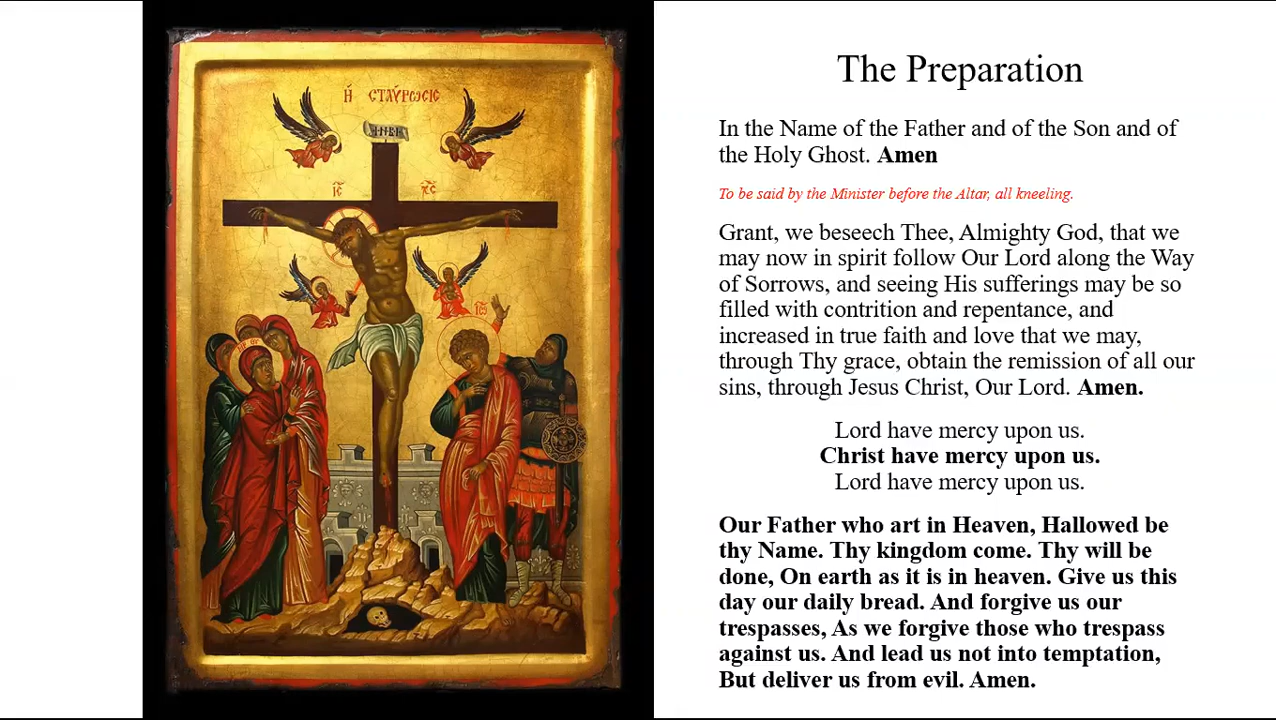 Ἡ ΣΤΑΥΡΩΣΙΣ
Ι·Ν·Β·Ι
ΙϹ ΧϹ
The Preparation
In the Name of the Father and of the Son and of
the Holy Ghost. Amen
To be said by the Minister before the Altar, all kneeling.
Grant, we beseech Thee, Almighty God, that we
may now in spirit follow Our Lord along the Way
of Sorrows, and seeing His sufferings may be so
filled with contrition and repentance, and
increased in true faith and love that we may,
through Thy grace, obtain the remission of all our
sins, through Jesus Christ, Our Lord. Amen.
Lord have mercy upon us.
Christ have mercy upon us.
Lord have mercy upon us.
Our Father who art in Heaven, Hallowed be
thy Name. Thy kingdom come. Thy will be
done, On earth as it is in heaven. Give us this
day our daily bread. And forgive us our
trespasses, As we forgive those who trespass
against us. And lead us not into temptation,
But deliver us from evil. Amen.